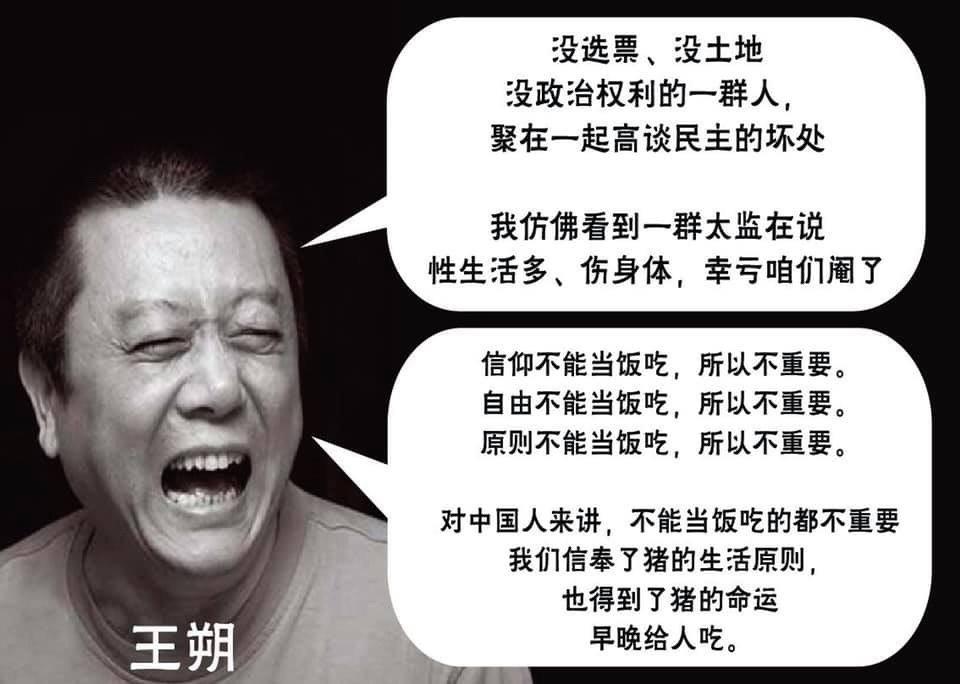 没选票、没土地
没政治权利的一群人，
聚在一起高谈民主的坏处
我仿佛看到一群太监在说
性生活多、伤身体，幸亏咱们阉了
信仰不能当饭吃，所以不重要。
自由不能当饭吃，所以不重要。
原则不能当饭吃，所以不重要。
对中国人来讲，不能当饭吃的都不重要
我们信奉了猪的生活原则，
也得到了猪的命运
早晚给人吃。
王朔